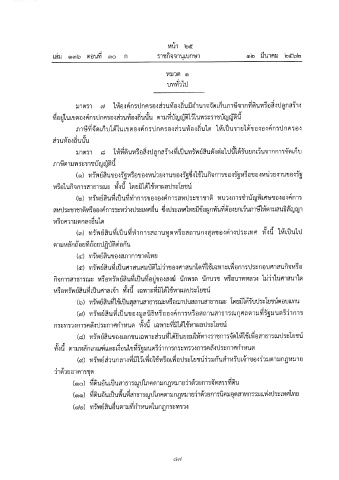 หน้า ๒๕
เล่ม ๑๓๖ ตอนที่ ๓๐ ก ราชกิจจานุเบกษา ๑๒ มีนาคม ๒๕๖๒
หมวด ๑
บททั่วไป
มาตรา ๗ ให้องค์กรปกครองส่วนท้องถิ่นมีอำนาจจัดเก็บภาษีจากที่ดินหรือสิ่งปลูกสร้าง
ที่อยู่ในเขตองค์กรปกครองส่วนท้องถิ่นนั้น ตามที่บัญญัติไว้ในพระราชบัญญัตินี้
ภาษีที่จัดเก็บได้ในเขตองค์กรปกครองส่วนท้องถิ่นใด ให้เป็นรายได้ขององค์กรปกครอง
ส่วนท้องถิ่นนั้น
มาตรา ๘ ให้ที่ดินหรือสิ่งปลูกสร้างที่เป็นทรัพย์สินดังต่อไปนี้ได้รับยกเว้นจากการจัดเก็บ
ภาษีตามพระราชบัญญัตินี้
(๑) ทรัพย์สินของรัฐหรือของหน่วยงานของรัฐซึ่งใช้ในกิจการของรัฐหรือของหน่วยงานของรัฐ
หรือในกิจการสาธารณะ ทั้งนี้ โดยมิได้ใช้หาผลประโยชน์
(๒) ทรัพย์สินที่เป็นที่ทำการขององค์การสหประชาชาติ ทบวงการชำนัญพิเศษขององค์การ
สหประชาชาติหรือองค์การระหว่างประเทศอื่น ซึ่งประเทศไทยมีข้อผูกพันที่ต้องยกเว้นภาษีให้ตามสนธิสัญญา
หรือความตกลงอื่นใด
(๓) ทรัพย์สินที่เป็นที่ทำการสถานทูตหรือสถานกงสุลของต่างประเทศ ทั้งนี้ ให้เป็นไป
ตามหลักถ้อยทีถ้อยปฏิบัติต่อกัน
(๔) ทรัพย์สินของสภากาชาดไทย
(๕) ทรัพย์สินที่เป็นศาสนสมบัติไม่ว่าของศาสนาใดที่ใช้เฉพาะเพื่อการประกอบศาสนกิจหรือ
กิจการสาธารณะ หรือทรัพย์สินที่เป็นที่อยู่ของสงฆ์ นักพรต นักบวช หรือบาทหลวง ไม่ว่าในศาสนาใด
หรือทรัพย์สินที่เป็นศาลเจ้า ทั้งนี้ เฉพาะที่มิได้ใช้หาผลประโยชน์
(๖) ทรัพย์สินที่ใช้เป็นสุสานสาธารณะหรือฌาปนสถานสาธารณะ โดยมิได้รับประโยชน์ตอบแทน
(๗) ทรัพย์สินที่เป็นของมูลนิธิหรือองค์การหรือสถานสาธารณกุศลตามที่รัฐมนตรีว่าการ
กระทรวงการคลังประกาศกำหนด ทั้งนี้ เฉพาะที่มิได้ใช้หาผลประโยชน์
(๘) ทรัพย์สินของเอกชนเฉพาะส่วนที่ได้ยินยอมให้ทางราชการจัดให้ใช้เพื่อสาธารณประโยชน์
ทั้งนี้ ตามหลักเกณฑ์และเงื่อนไขที่รัฐมนตรีว่าการกระทรวงการคลังประกาศกำหนด
(๙) ทรัพย์ส่วนกลางที่มีไว้เพื่อใช้หรือเพื่อประโยชน์ร่วมกันสำหรับเจ้าของร่วมตามกฎหมาย
ว่าด้วยอาคารชุด
(๑๐) ที่ดินอันเป็นสาธารณูปโภคตามกฎหมายว่าด้วยการจัดสรรที่ดิน
(๑๑) ที่ดินอันเป็นพื้นที่สาธารณูปโภคตามกฎหมายว่าด้วยการนิคมอุตสาหกรรมแห่งประเทศไทย
(๑๒) ทรัพย์สินอื่นตามที่กำหนดในกฎกระทรวง
๘๗